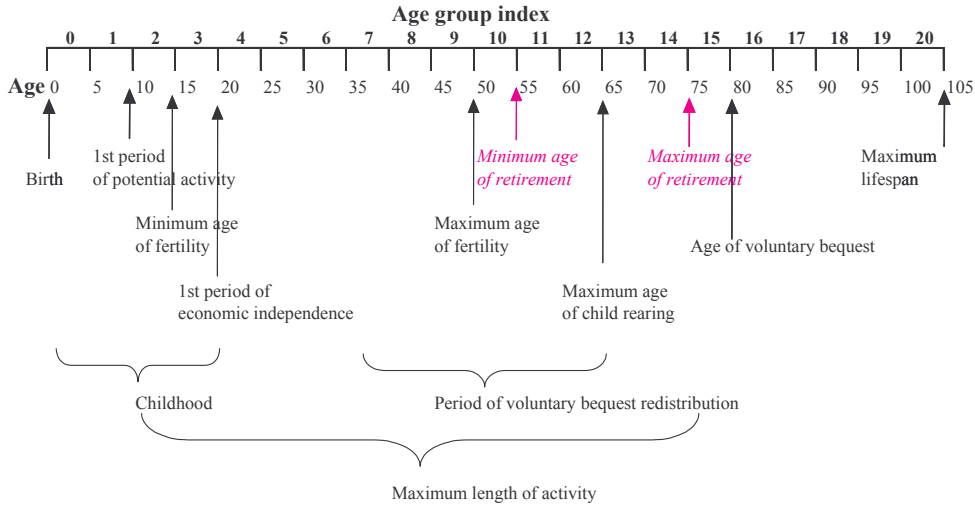 Age group index
0 1 2 3 4 5 6 7 8 9 10 11 12 13 14 15 16 17 18 19 20
Age 0 5 10 15 20 25 30 35 40 45 50 55 60 65 70 75 80 85 90 95 100 105
Birth
1st period
of potential activity
Minimum age
of retirement
Maximum age
of retirement
Maximum
lifespan
Minimum age
of fertility
Maximum age
of fertility
Age of voluntary bequest
1st period of
economic independence
Maximum age
of child rearing
Childhood
Period of voluntary bequest redistribution
Maximum length of activity